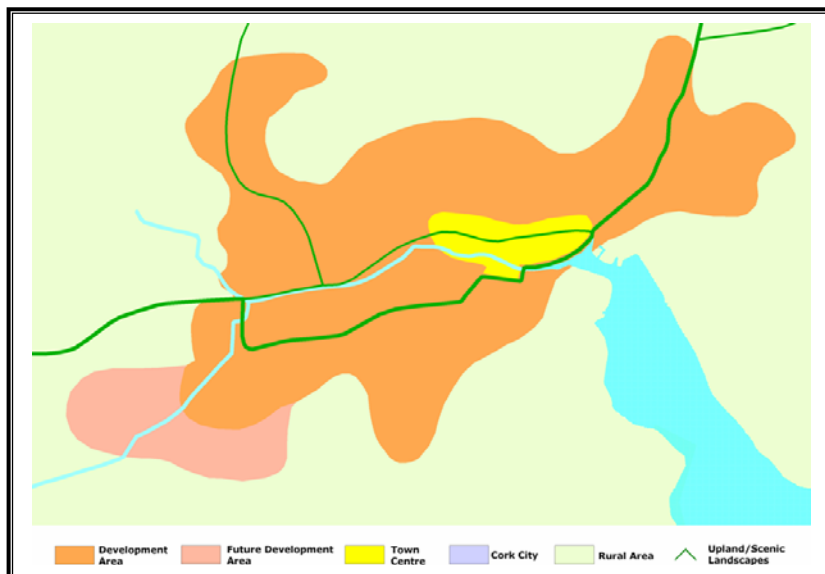 Development
Area
Future Development
Area
Town
Centre
Cork City
Rural Area
Upland/Scenic
Landscapes